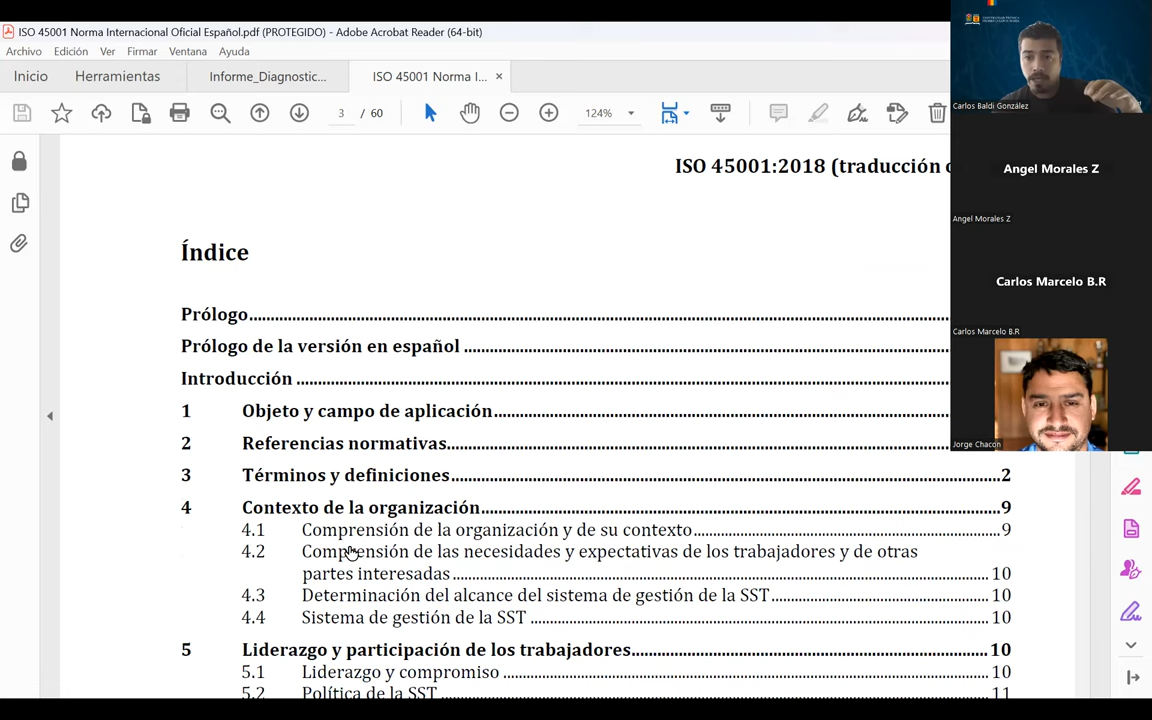 ISO 45001 Norma Internacional Oficial Español.pdf (PROTEGIDO) - Adobe Acrobat Reader (64-bit)
Archivo Edición Ver Firmar Ventana Ayuda
Inicio Herramientas Informe_Diagnostic... ISO 45001 Norma I... ×
3 / 60 124%
ISO 45001:2018 (traducción o
Índice
Prólogo
Prólogo de la versión en español
Introducción
1 Objeto y campo de aplicación
2 Referencias normativas
3 Términos y definiciones 2
4 Contexto de la organización 9
4.1 Comprensión de la organización y de su contexto 9
4.2 Comprensión de las necesidades y expectativas de los trabajadores y de otras
partes interesadas 10
4.3 Determinación del alcance del sistema de gestión de la SST 10
4.4 Sistema de gestión de la SST 10
5 Liderazgo y participación de los trabajadores 10
5.1 Liderazgo y compromiso 10
5.2 Política de la SST 11
Carlos Baldi González
Angel Morales Z
Angel Morales Z
Carlos Marcelo B.R
Carlos Marcelo B.R
Jorge Chacon